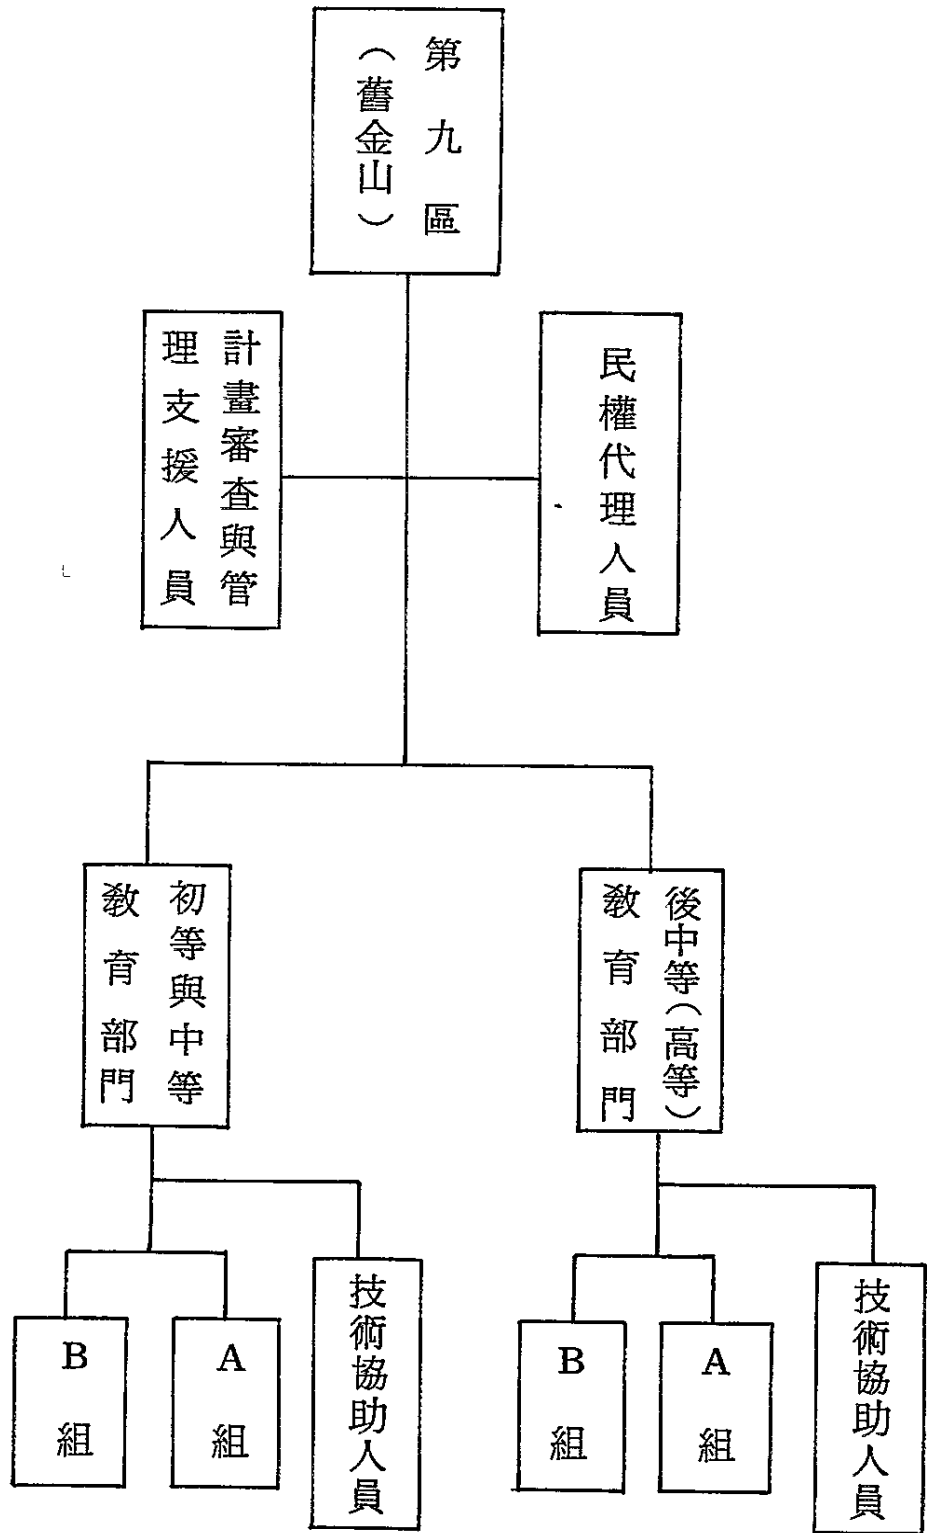 第九區
（舊金山）
民權代理人員
計畫審查與管
理支援人員
後中等（高等）
教育部門
初等與中等
教育部門
技術協助人員
A組
B組
技術協助人員
A組
B組